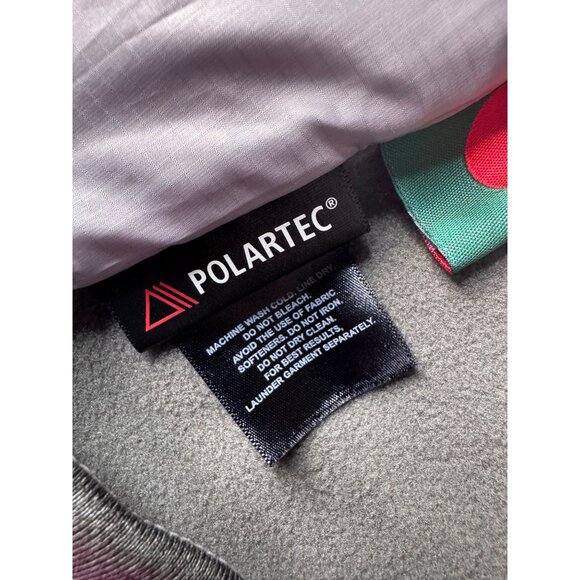 POLARTEC®
MACHINE WASH COLD, LINE DRY.
DO NOT BLEACH.
AVOID THE USE OF FABRIC
SOFTENERS. DO NOT IRON.
DO NOT DRY CLEAN.
FOR BEST RESULTS,
LAUNDER GARMENT SEPARATELY.